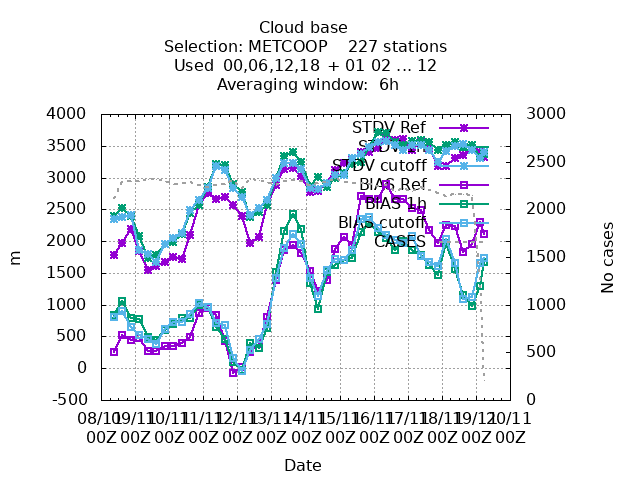 Cloud base
Selection: METCOOP    227 stations
Used  00,06,12,18 + 01 02 ... 12
Averaging window:  6h
4000
3500
3000
2500
2000
1500
1000
500
0
-500
3000
2500
2000
1500
1000
500
0
STDV Ref
STDV 1h
STDV cutoff
BIAS Ref
BIAS 1h
BIAS cutoff
CASES
m
No cases
08/10 09/11 10/11 11/11 12/11 13/11 14/11 15/11 16/11 17/11 18/11 19/11 20/11
00Z 00Z 00Z 00Z 00Z 00Z 00Z 00Z 00Z 00Z 00Z 00Z 00Z
Date